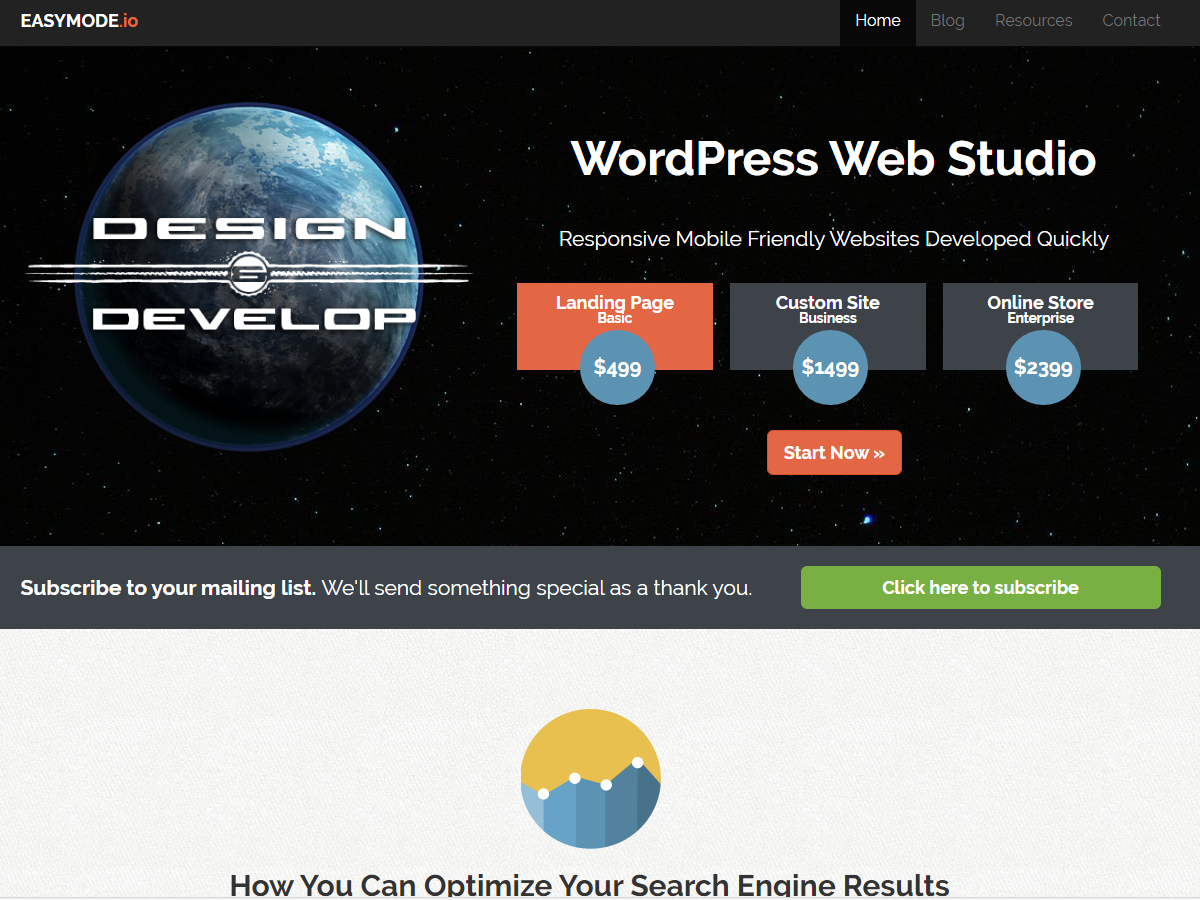 EASYMODE.io
Home Blog Resources Contact
DESIGN
&
DEVELOP
WordPress Web Studio
Responsive Mobile Friendly Websites Developed Quickly
Landing Page
Basic
$499
Custom Site
Business
$1499
Online Store
Enterprise
$2399
Start Now »
Subscribe to your mailing list. We'll send something special as a thank you.
Click here to subscribe
How You Can Optimize Your Search Engine Results